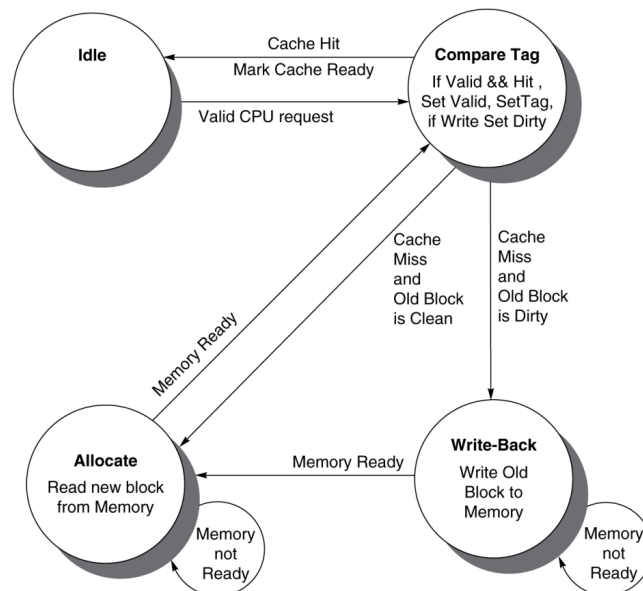 Idle
Cache Hit
Mark Cache Ready
Valid CPU request
Compare Tag
If Valid && Hit ,
Set Valid, SetTag,
if Write Set Dirty
Cache
Miss
and
Old Block
is Clean
Cache
Miss
and
Old Block
is Dirty
Memory Ready
Allocate
Read new block
from Memory
Memory
not
Ready
Memory Ready
Write-Back
Write Old
Block to
Memory
Memory
not
Ready